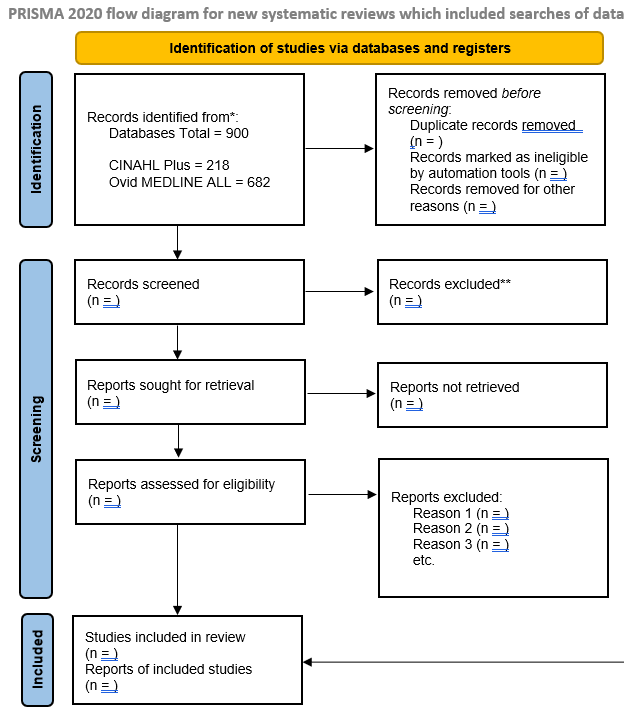 PRISMA 2020 flow diagram for new systematic reviews which included searches of data
Identification of studies via databases and registers
Identification
Records identified from*:
Databases Total = 900
CINAHL Plus = 218
Ovid MEDLINE ALL = 682
Records removed before
screening:
Duplicate records removed
(n = )
Records marked as ineligible
by automation tools (n = )
Records removed for other
reasons (n = )
Screening
Records screened
(n = )
Records excluded**
(n = )
Reports sought for retrieval
(n = )
Reports not retrieved
(n = )
Reports assessed for eligibility
(n = )
Reports excluded:
Reason 1 (n = )
Reason 2 (n = )
Reason 3 (n = )
etc.
Included
Studies included in review
(n = )
Reports of included studies
(n = )